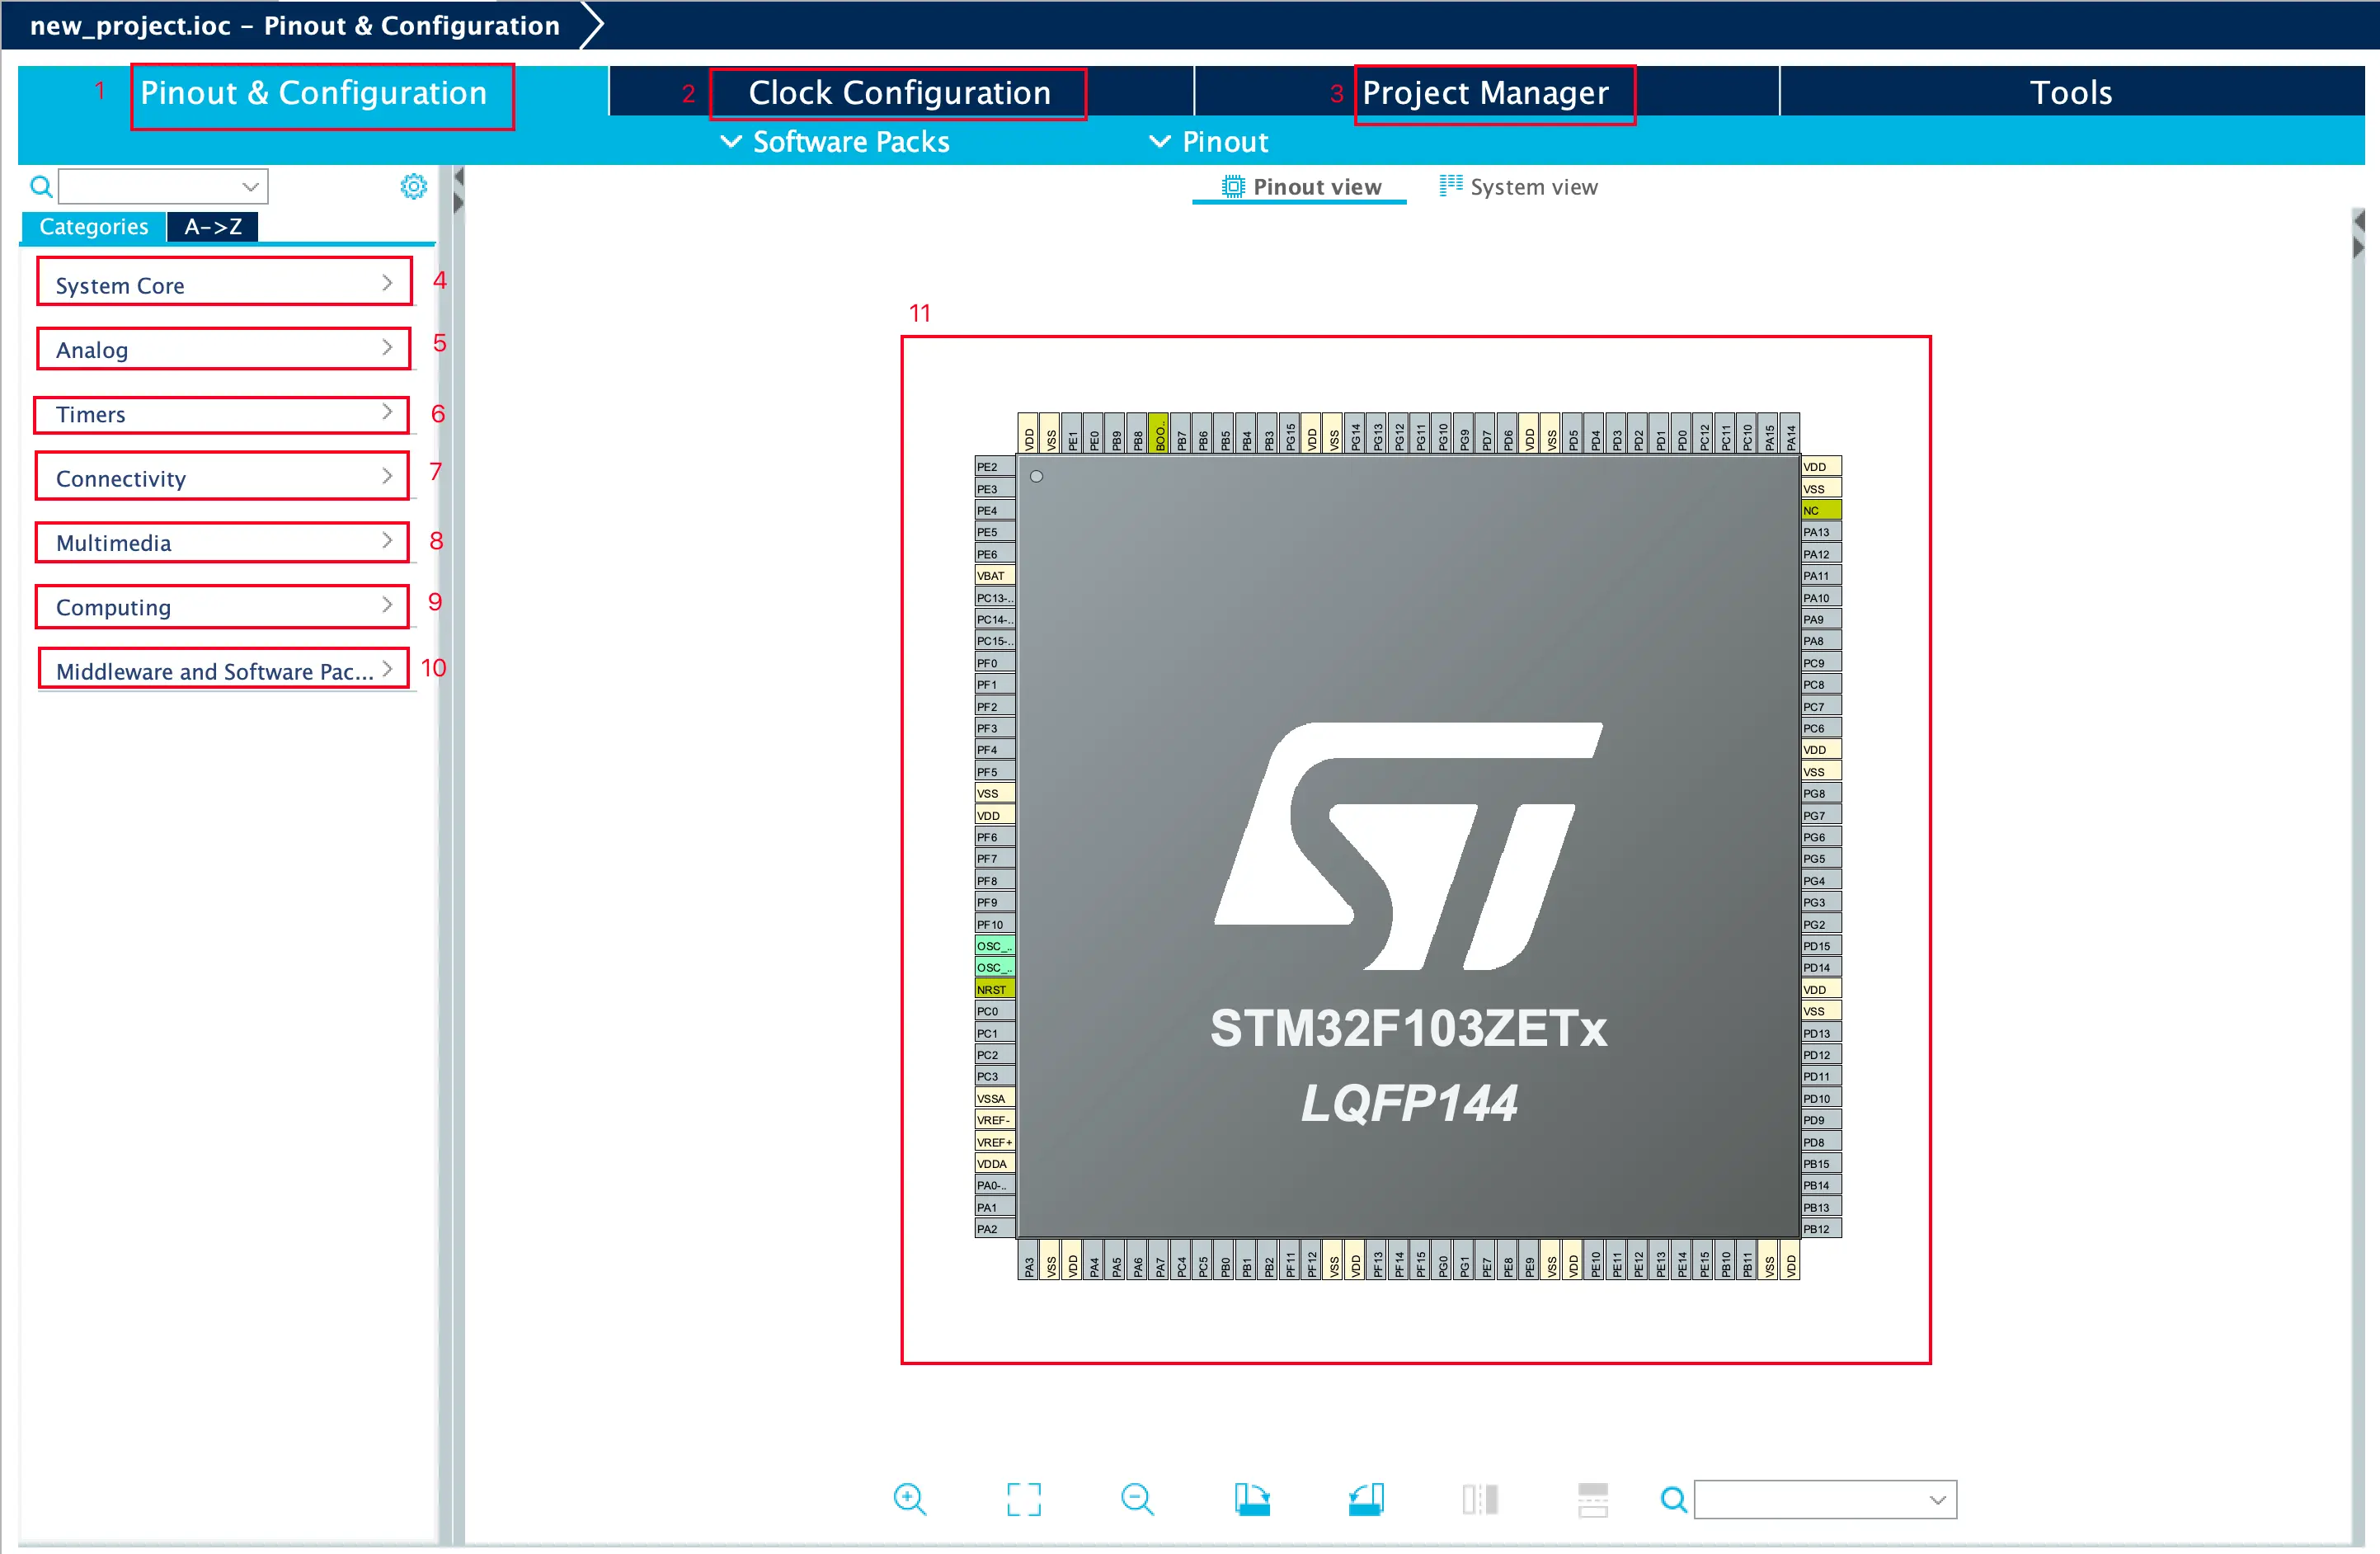 new_project.ioc – Pinout & Configuration
1 Pinout & Configuration
2 Clock Configuration
3 Project Manager
Tools
Software Packs
Pinout
Pinout view
System view
Categories
A->Z
System Core 4
Analog 5
Timers 6
Connectivity 7
Multimedia 8
Computing 9
Middleware and Software Pac... 10
11
VDD
VSS
PE1
PE0
PB9
PB8
BOO..
PB7
PB6
PB5
PB4
PB3
PG15
VDD
VSS
PG14
PG13
PG12
PG11
PG10
PG9
PD7
PD6
VDD
VSS
PD5
PD4
PD3
PD2
PD1
PD0
PC12
PC11
PC10
PA15
PA14
PE2
PE3
PE4
PE5
PE6
VBAT
PC13-..
PC14-..
PC15-..
PF0
PF1
PF2
PF3
PF4
PF5
VSS
VDD
PF6
PF7
PF8
PF9
PF10
OSC_..
OSC_..
NRST
PC0
PC1
PC2
PC3
VSSA
VREF-
VREF+
VDDA
PA0-..
PA1
PA2
ST
STM32F103ZETx
LQFP144
VDD
VSS
NC
PA13
PA12
PA11
PA10
PA9
PA8
PC9
PC8
PC7
PC6
VDD
VSS
PG8
PG7
PG6
PG5
PG4
PG3
PG2
PD15
PD14
VDD
VSS
PD13
PD12
PD11
PD10
PD9
PD8
PB15
PB14
PB13
PB12
PA3
VSS
VDD
PA4
PA5
PA6
PA7
PC4
PC5
PB0
PB1
PB2
PF11
PF12
VSS
VDD
PF13
PF14
PF15
PG0
PG1
PE7
PE8
PE9
VSS
VDD
PE10
PE11
PE12
PE13
PE14
PE15
PB10
PB11
VSS
VDD